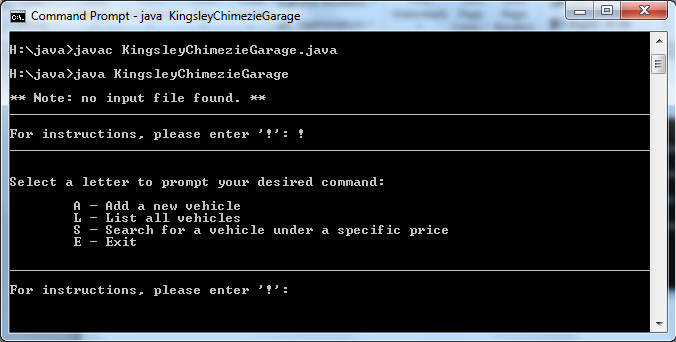 Command Prompt - java  KingsleyChimezieGarage
H:\java>javac KingsleyChimezieGarage.java
H:\java>java KingsleyChimezieGarage
** Note: no input file found. **
For instructions, please enter '!': !
Select a letter to prompt your desired command:
A - Add a new vehicle
L - List all vehicles
S - Search for a vehicle under a specific price
E - Exit
For instructions, please enter '!':